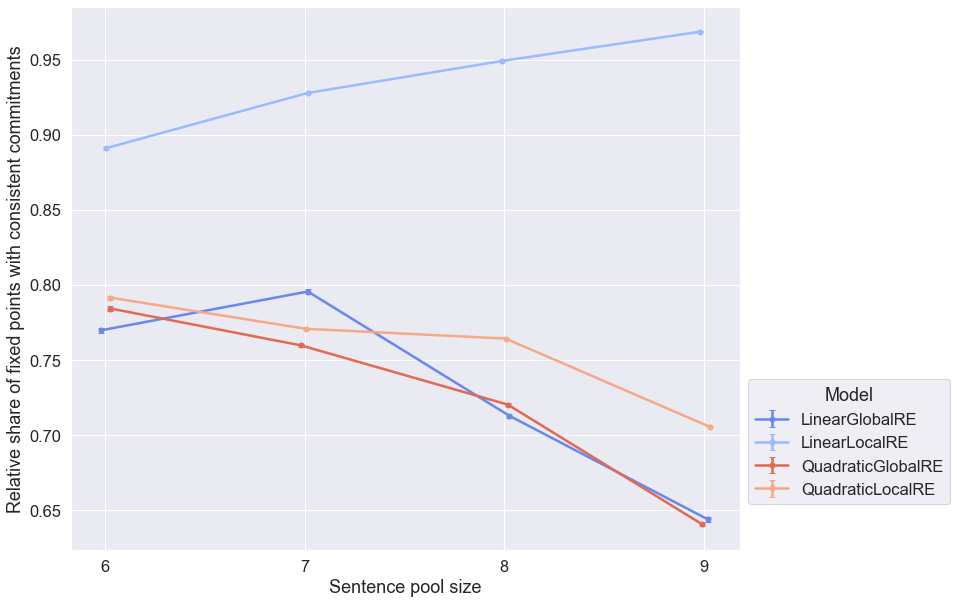 Relative share of fixed points with consistent commitments
0.95
0.90
0.85
0.80
0.75
0.70
0.65
6
7
8
9
Sentence pool size
Model
LinearGlobalRE
LinearLocalRE
QuadraticGlobalRE
QuadraticLocalRE